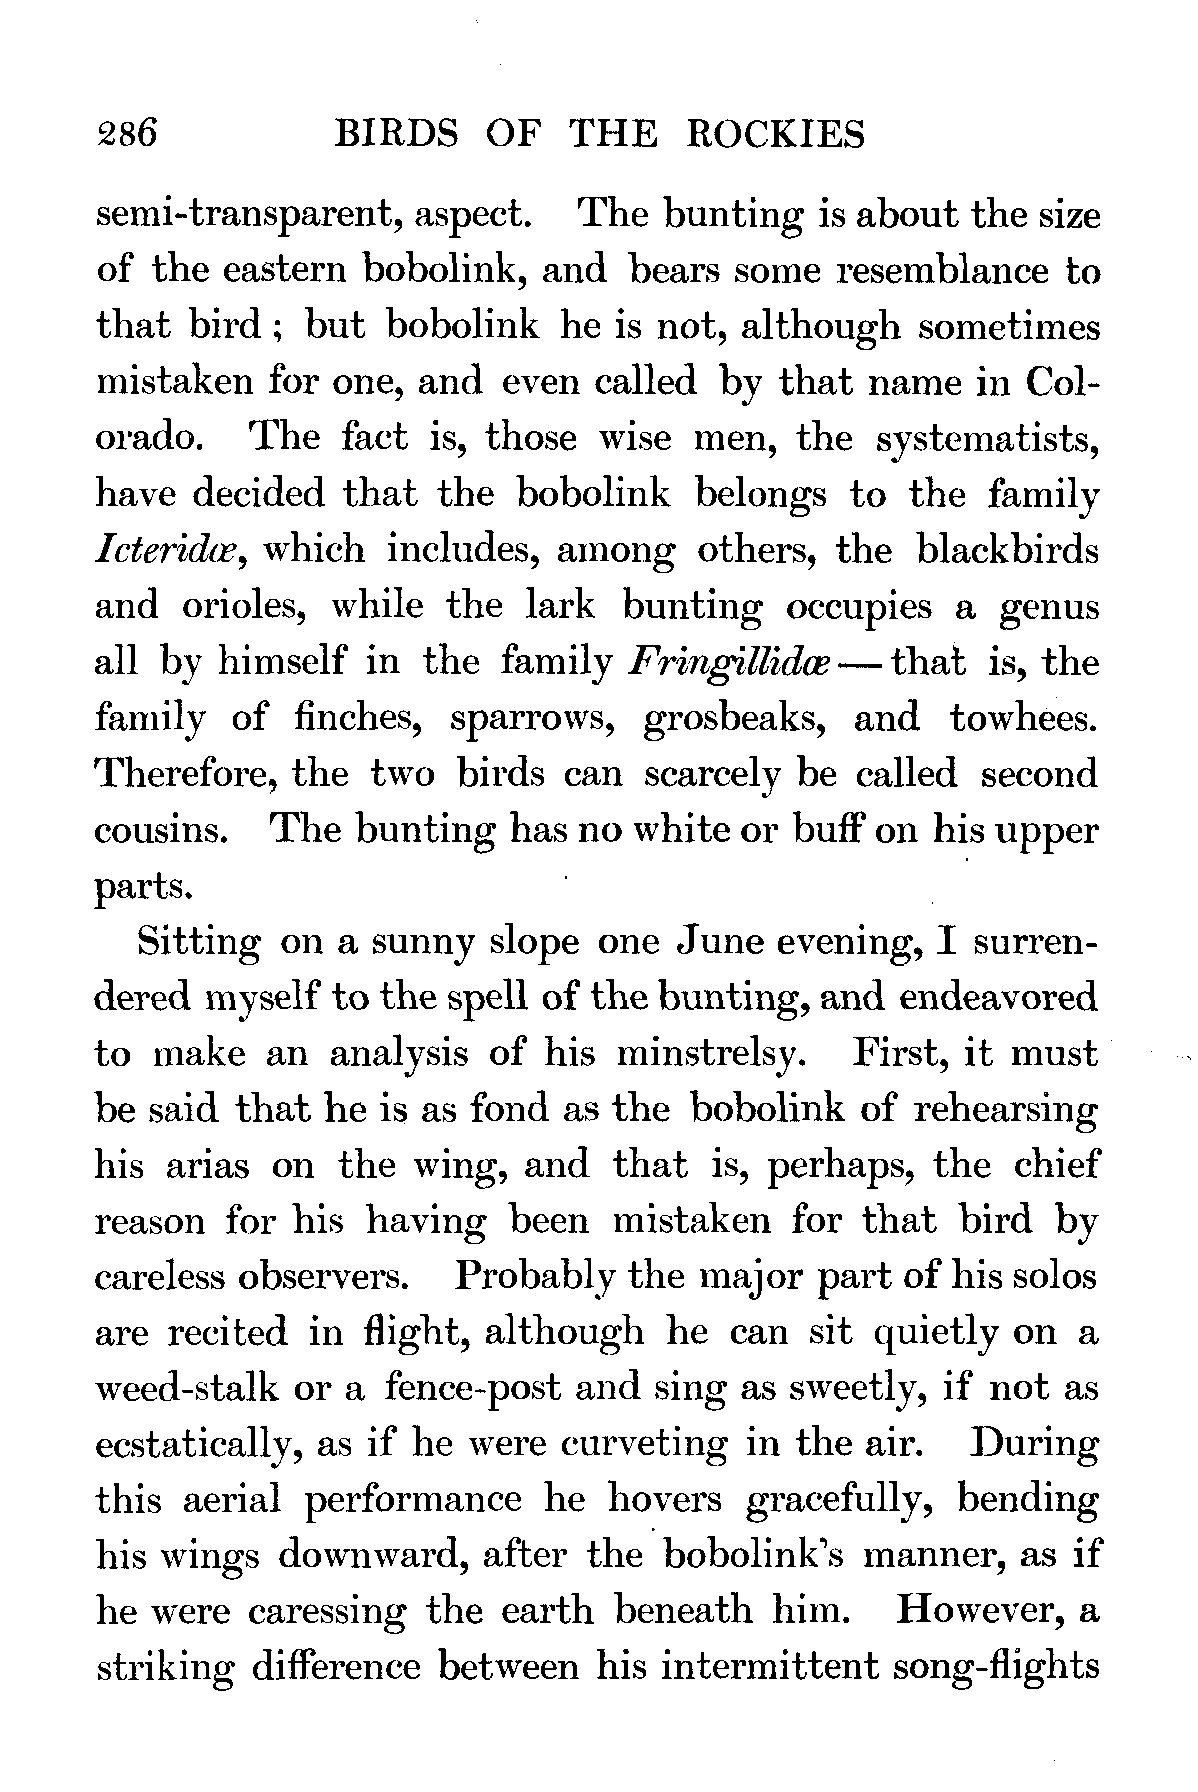 286 BIRDS OF THE ROCKIES
semi-transparent, aspect. The bunting is about the size
of the eastern bobolink, and bears some resemblance to
that bird ; but bobolink he is not, although sometimes
mistaken for one, and even called by that name in Col-
orado. The fact is, those wise men, the systematists,
have decided that the bobolink belongs to the family
Icteridæ, which includes, among others, the blackbirds
and orioles, while the lark bunting occupies a genus
all by himself in the family Fringillidæ — that is, the
family of finches, sparrows, grosbeaks, and towhees.
Therefore, the two birds can scarcely be called second
cousins. The bunting has no white or buff on his upper
parts.
Sitting on a sunny slope one June evening, I surren-
dered myself to the spell of the bunting, and endeavored
to make an analysis of his minstrelsy. First, it must
be said that he is as fond as the bobolink of rehearsing
his arias on the wing, and that is, perhaps, the chief
reason for his having been mistaken for that bird by
careless observers. Probably the major part of his solos
are recited in flight, although he can sit quietly on a
weed-stalk or a fence-post and sing as sweetly, if not as
ecstatically, as if he were curveting in the air. During
this aerial performance he hovers gracefully, bending
his wings downward, after the bobolink's manner, as if
he were caressing the earth beneath him. However, a
striking difference between his intermittent song-flights